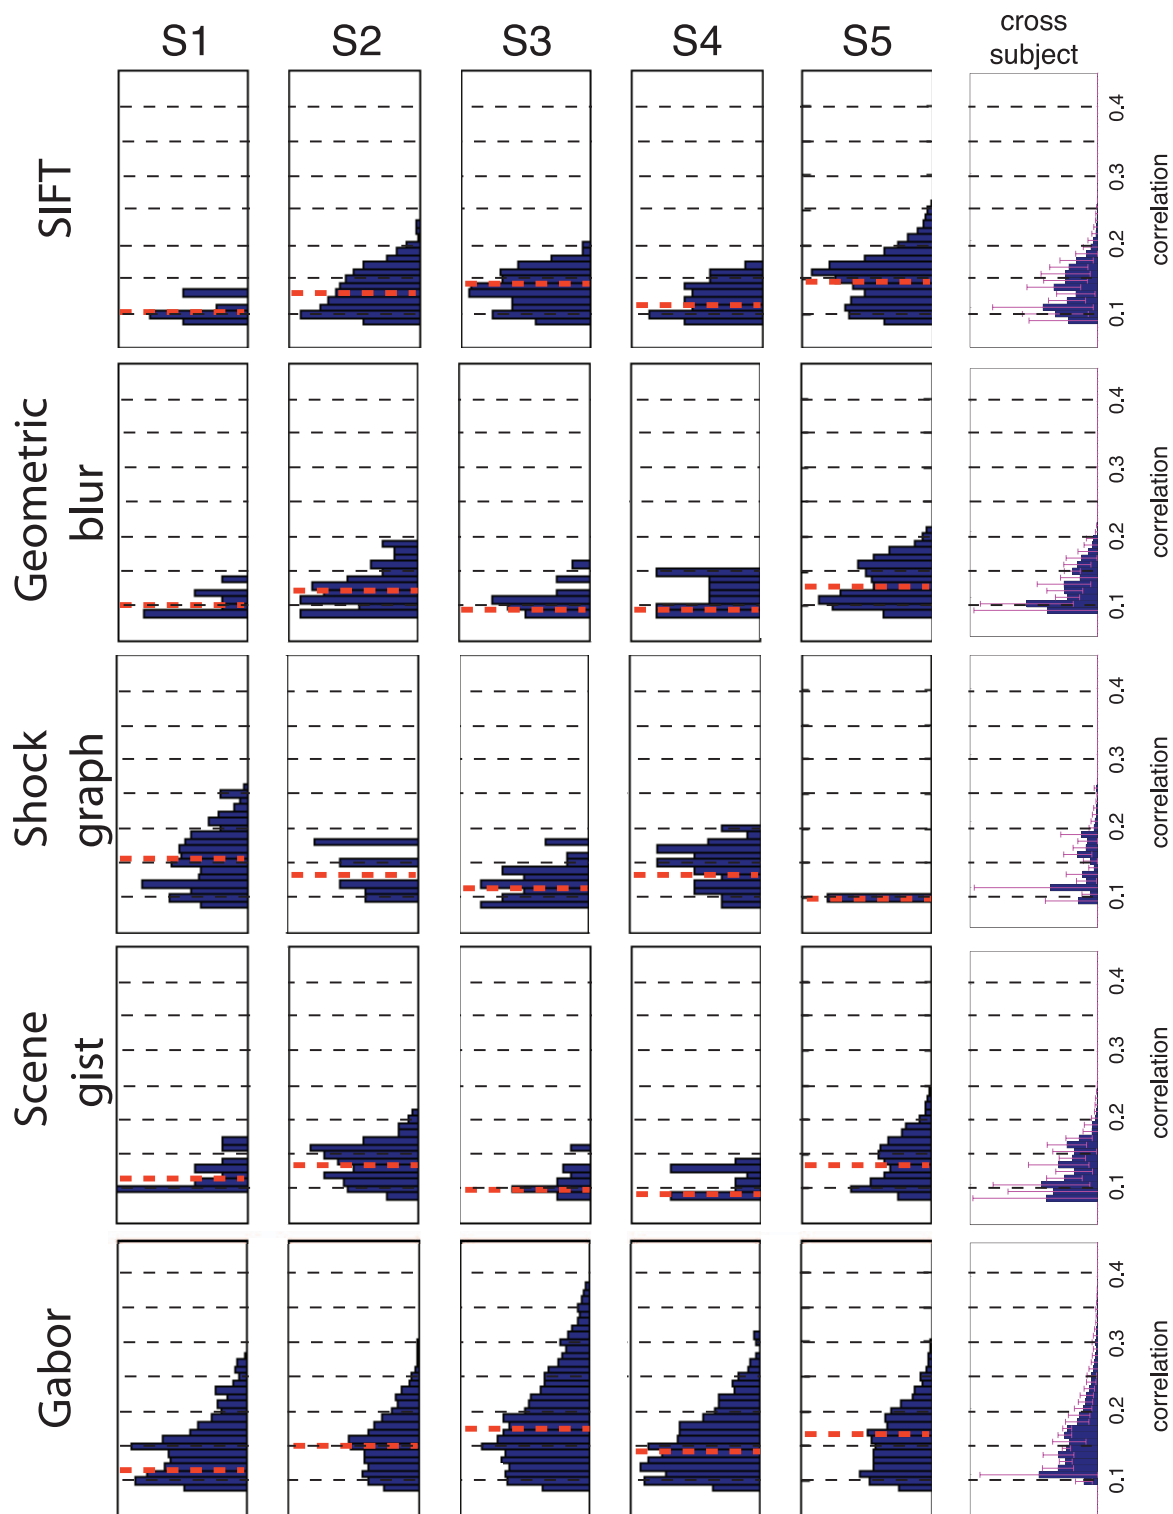 S1 S2 S3 S4 S5 cross
subject
SIFT
0.4
0.3
0.2
0.1
correlation
Geometric
blur
0.4
0.3
0.2
0.1
correlation
Shock
graph
0.4
0.3
0.2
0.1
correlation
Scene
gist
0.4
0.3
0.2
0.1
correlation
Gabor
0.4
0.3
0.2
0.1
correlation